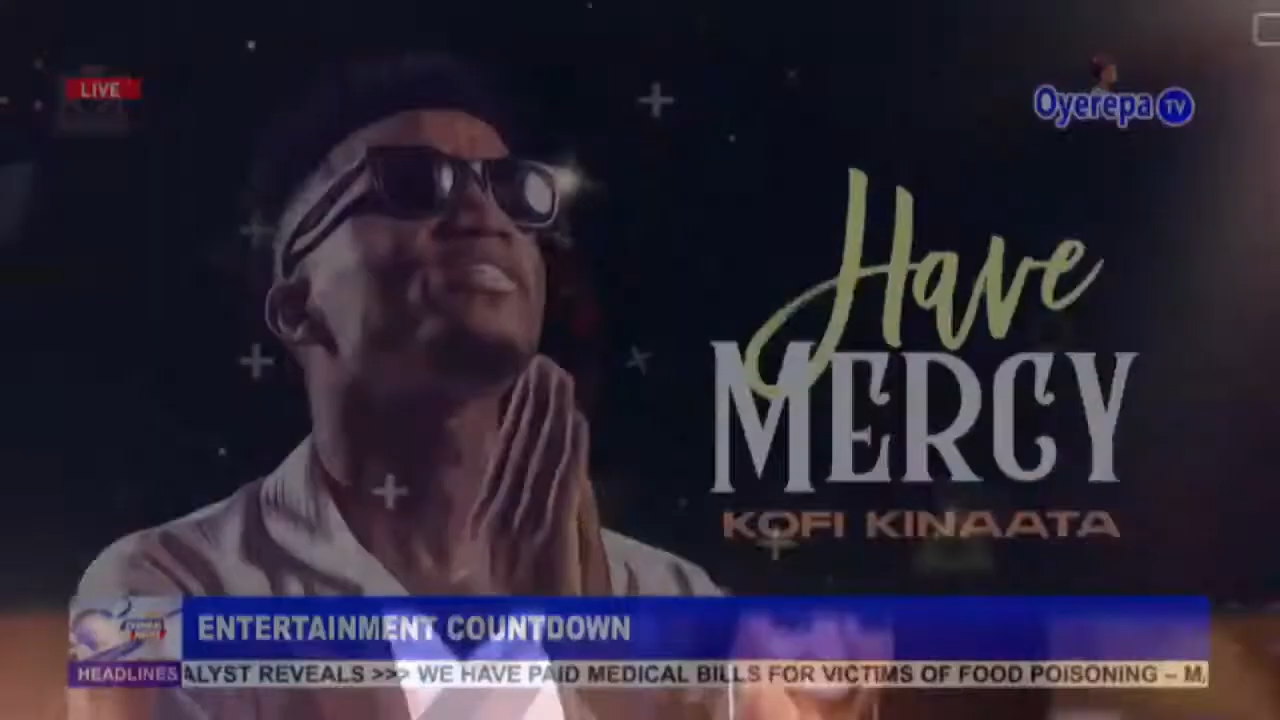 LIVE
Oyerepa TV
Have
MERCY
KOFI KINAATA
ENTERTAINMENT COUNTDOWN
HEADLINES
ALYST REVEALS >>> WE HAVE PAID MEDICAL BILLS FOR VICTIMS OF FOOD POISONING – MA